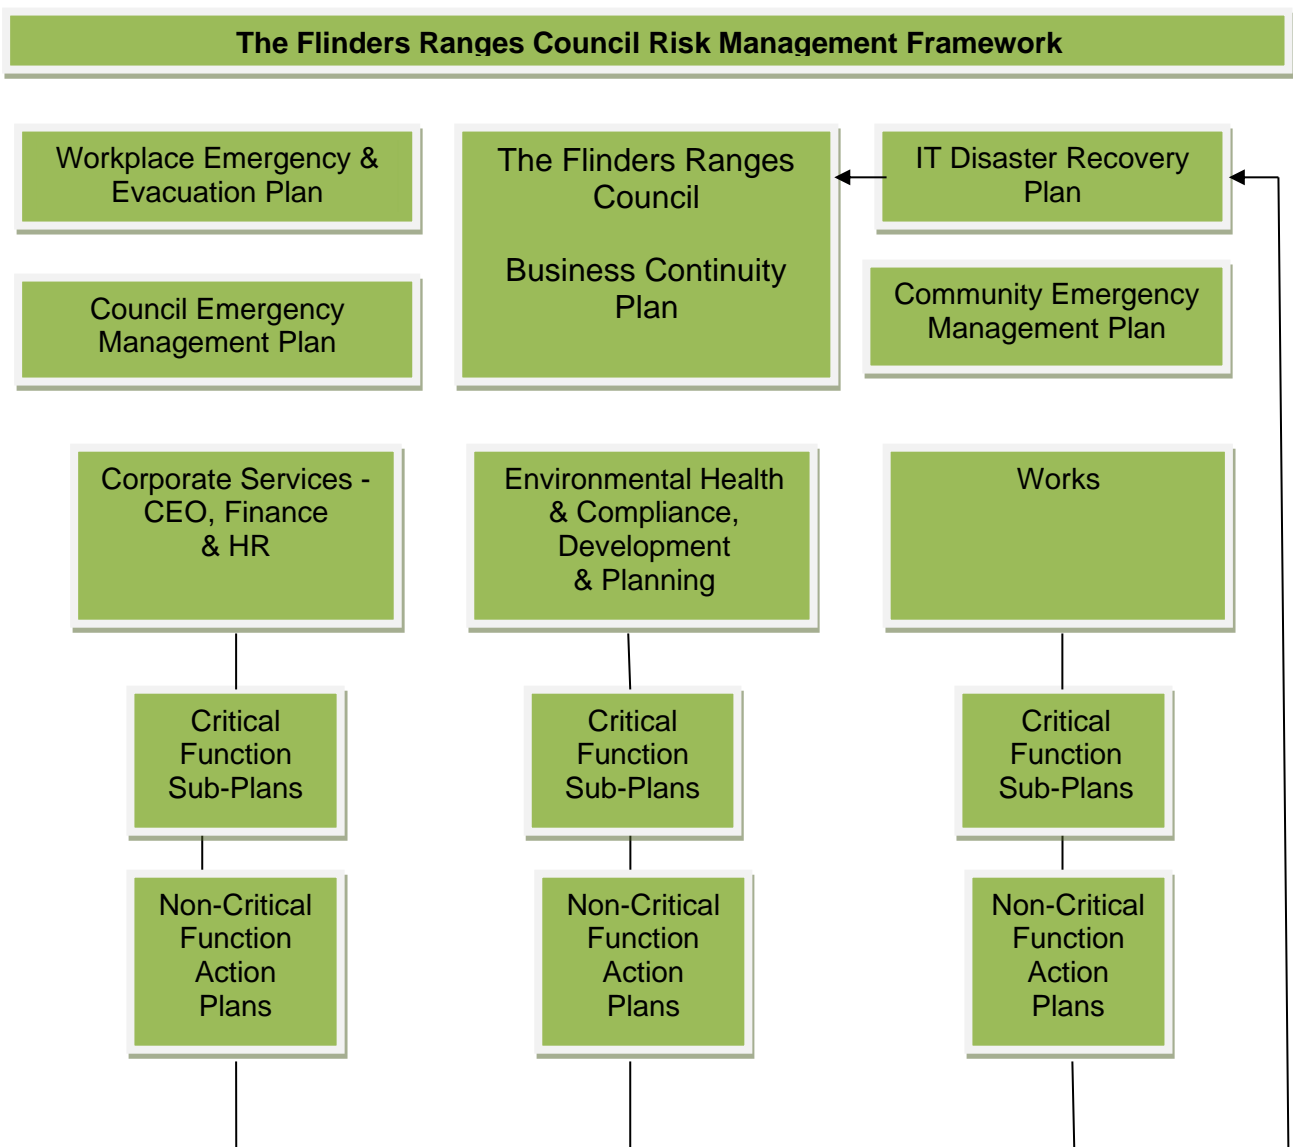 The Flinders Ranges Council Risk Management Framework
Workplace Emergency &
Evacuation Plan
The Flinders Ranges
Council
Business Continuity
Plan
IT Disaster Recovery
Plan
Council Emergency
Management Plan
Community Emergency
Management Plan
Corporate Services -
CEO, Finance
& HR
Environmental Health
& Compliance,
Development
& Planning
Works
Critical
Function
Sub-Plans
Critical
Function
Sub-Plans
Critical
Function
Sub-Plans
Non-Critical
Function
Action
Plans
Non-Critical
Function
Action
Plans
Non-Critical
Function
Action
Plans